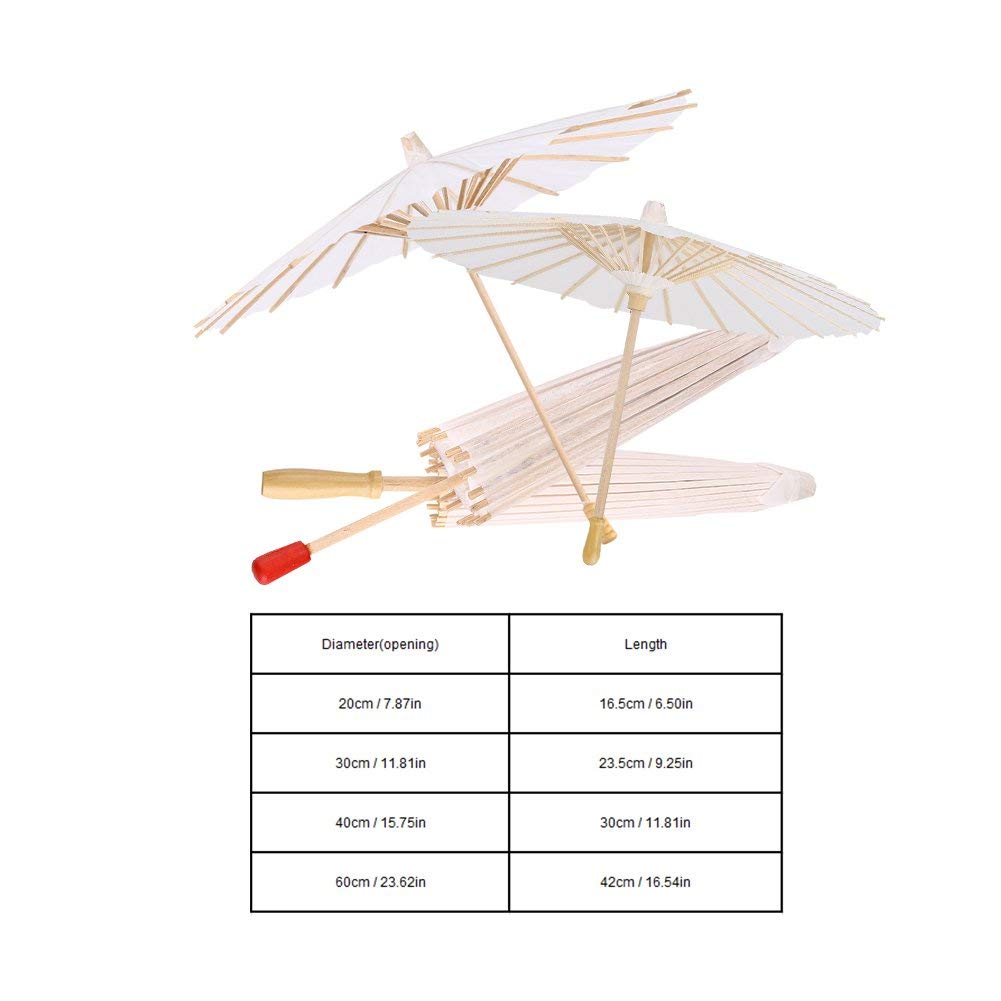 Diameter(opening) Length
20cm / 7.87in 16.5cm / 6.50in
30cm / 11.81in 23.5cm / 9.25in
40cm / 15.75in 30cm / 11.81in
60cm / 23.62in 42cm / 16.54in